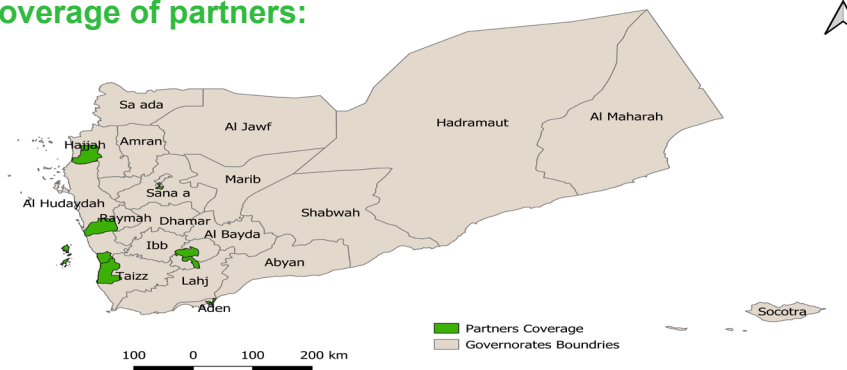 overage of partners:
Sa ada
Al Jawf
Hadramaut
Al Maharah
Hajjah
Amran
Marib
Sana a
Al Hudaydah
Raymah
Dhamar
Shabwah
Al Bayda
Ibb
Abyan
Taizz
Lahj
Aden
Socotra
Partners Coverage
Governorates Boundries
100 0 100 200 km